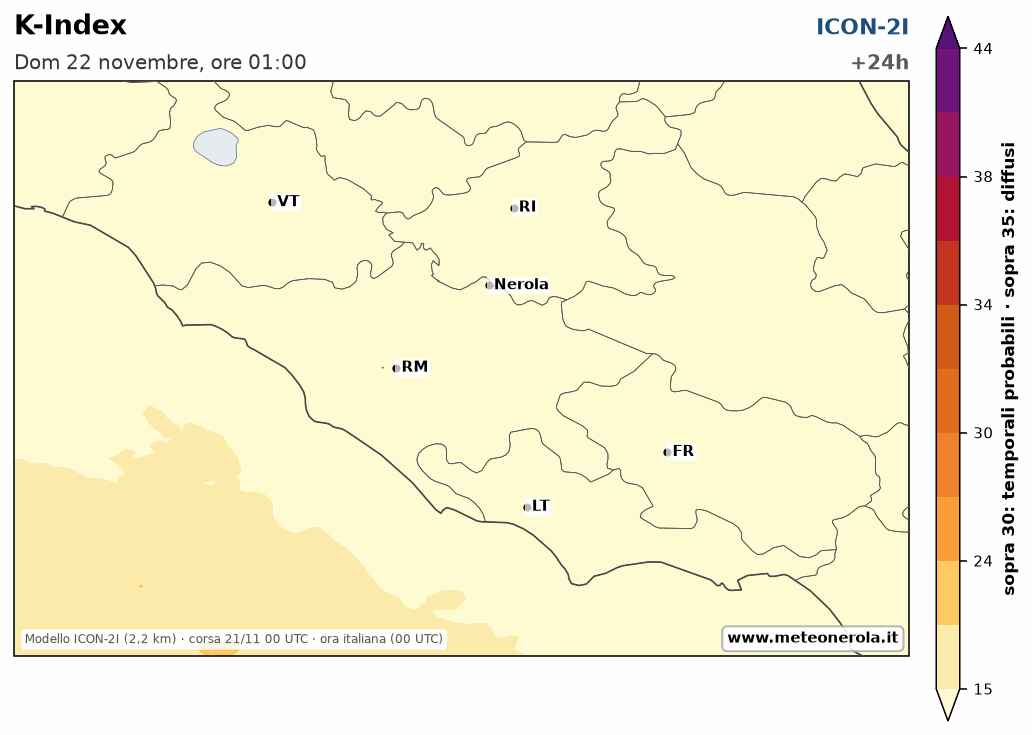 K-Index
ICON-2I
Dom 22 novembre, ore 01:00
+24h
VT
RI
Nerola
RM
FR
LT
Modello ICON-2I (2,2 km) · corsa 21/11 00 UTC · ora italiana (00 UTC)
www.meteonerola.it
44
38
34
30
24
15
sopra 30: temporali probabili · sopra 35: diffusi